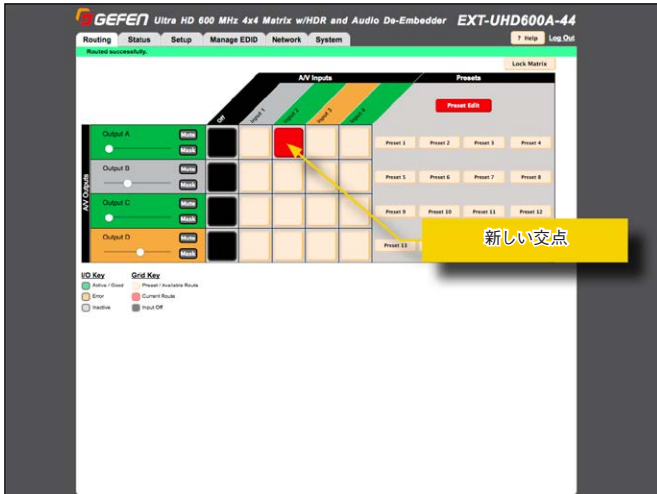 GEFEN Ultra HD 600 MHz 4x4 Matrix w/HDR and Audio De-Embedder EXT-UHD600A-44
Routing Status Setup Manage EDID Network System ? Help Log Out
Routed successfully.
Lock Matrix
A/V Inputs Presets
Off Input 1 Input 2 Input 3 Input 4
Preset Edit
A/V Outputs
Output A Mute
Mask
Preset 1 Preset 2 Preset 3 Preset 4
Output B Mute
Mask
Preset 5 Preset 6 Preset 7 Preset 8
Output C Mute
Mask
Preset 9 Preset 10 Preset 11 Preset 12
Output D Mute
Mask
Preset 13
新しい交点
I/O Key Grid Key
Active / Good Preset / Available Route
Error Current Route
Inactive Input Off